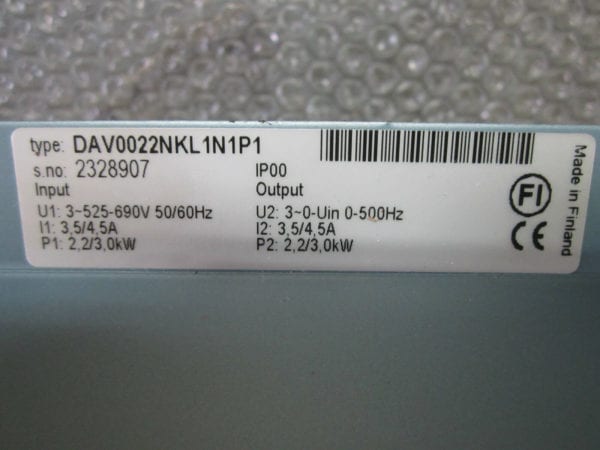 type: DAV0022NKL1N1P1
s.no: 2328907 IP00
Input Output
U1: 3~525-690V 50/60Hz U2: 3~0-Uin 0-500Hz
I1: 3,5/4,5A I2: 3,5/4,5A
P1: 2,2/3,0kW P2: 2,2/3,0kW
FI
CE
Made in Finland